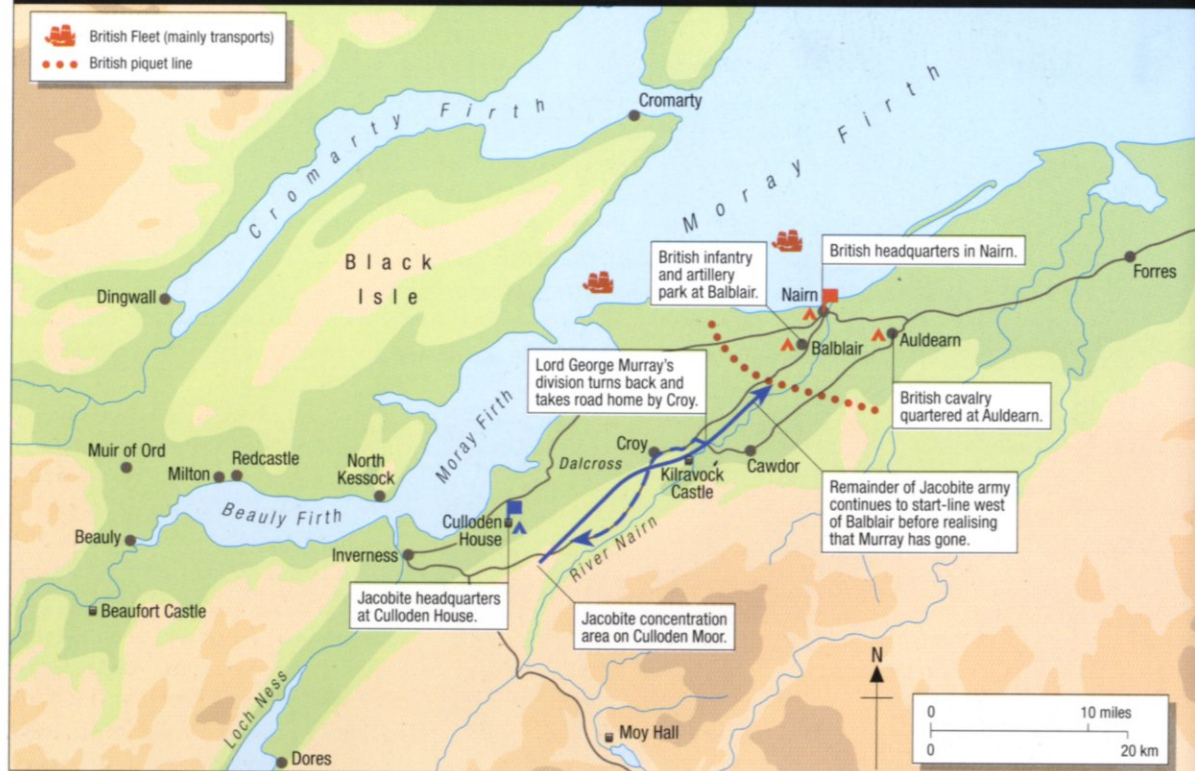 British Fleet (mainly transports)
British piquet line
Cromarty Firth
Cromarty
Moray Firth
Black
Isle
Dingwall
British infantry
and artillery
park at Balblair.
British headquarters in Nairn.
Nairn
Forres
Balblair
Auldearn
Lord George Murray's
division turns back and
takes road home by Croy.
British cavalry
quartered at Auldearn.
Moray Firth
Muir of Ord
Milton
Redcastle
North
Kessock
Croy
Dalcross
Kilravock
Castle
Cawdor
Beauly Firth
Culloden
House
Remainder of Jacobite army
continues to start-line west
of Balblair before realising
that Murray has gone.
Beauly
Inverness
River Nairn
Beaufort Castle
Jacobite headquarters
at Culloden House.
Jacobite concentration
area on Culloden Moor.
N
Loch Ness
Moy Hall
Dores
0 10 miles
0 20 km